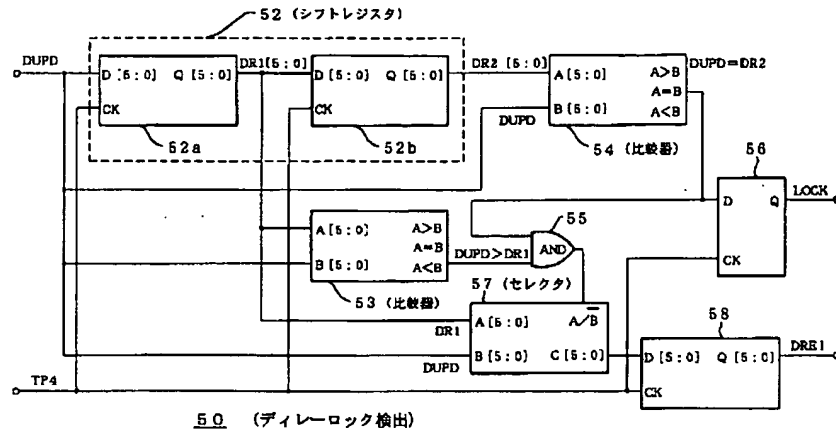 52 (シフトレジスタ)
DUPD
D [5:0] Q [5:0]
CK
52a
DR1[5:0]
D[5:0] Q[5:0]
CK
52b
DR2 [5:0]
A[5:0] A>B
A=B
B[5:0] A<B
DUPD=DR2
DUPD
54 (比較器)
56
D Q
CK
LOCK
55
AND
A[5:0] A>B
A=B
B[5:0] A<B
DUPD>DR1
53 (比較器)
57 (セレクタ)
DR1
A[5:0] A/B̅
B[5:0] C[5:0]
DUPD
58
D[5:0] Q[5:0]
CK
DRE1
TP4
50 (ディレーロック検出)